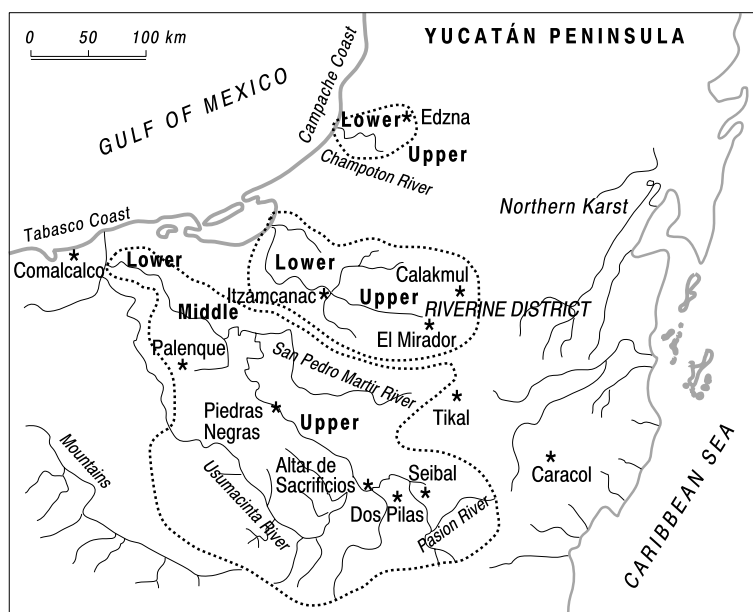 0 50 100 km
YUCATÁN PENINSULA
GULF OF MEXICO
Campache Coast
Lower
Edzna
Upper
Champoton River
Northern Karst
Tabasco Coast
Comalcalco
Lower
Lower
Calakmul
Itzamcanac
Upper
RIVERINE DISTRICT
Middle
El Mirador
Palenque
San Pedro Martir River
Tikal
Piedras
Negras
Upper
Mountains
Usumacinta River
Altar de
Sacrificios
Seibal
Caracol
Dos Pilas
Pasion River
CARIBBEAN SEA